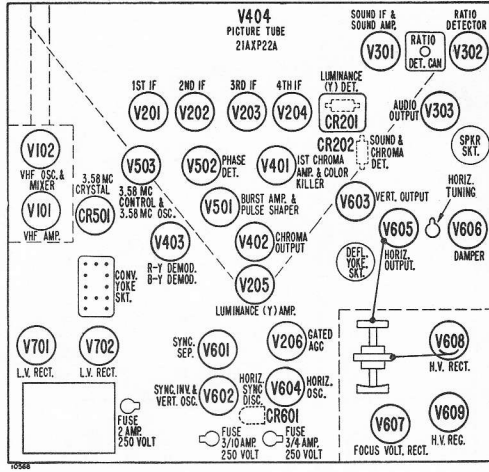 V404
PICTURE TUBE
21AXP22A
SOUND IF &
SOUND AMP.
V301
RATIO
DET. CAN
RATIO
DETECTOR
V302
1ST IF
V201
2ND IF
V202
3RD IF
V203
4TH IF
V204
LUMINANCE
(Y) DET.
CR201
AUDIO
OUTPUT
V303
CR202
SOUND &
CHROMA
DET.
SPKR
SKT.
V102
VHF OSC. &
MIXER
V101
VHF AMP.
3.58 MC
CRYSTAL
CR501
V503
3.58 MC
CONTROL &
3.58 MC OSC.
V502
PHASE
DET.
V401
1ST CHROMA
AMP. & COLOR
KILLER
V501
BURST AMP. &
PULSE SHAPER
V603
VERT. OUTPUT
HORIZ.
TUNING
V403
R-Y DEMOD.
B-Y DEMOD.
V402
CHROMA
OUTPUT
V605
HORIZ.
OUTPUT.
V606
DAMPER
CONV.
YOKE
SKT.
V205
LUMINANCE (Y) AMP.
DEFL.
YOKE
SKT.
V701
L.V. RECT.
V702
L.V. RECT.
SYNC.
SEP.
V601
V206
GATED
AGC
V608
H.V. RECT.
SYNC. INV. &
VERT. OSC.
V602
HORIZ.
SYNC
DISC.
V604
HORIZ.
OSC.
CR601
FUSE
2 AMP.
250 VOLT
FUSE
3/10 AMP.
250 VOLT
FUSE
3/4 AMP.
250 VOLT
V607
FOCUS VOLT. RECT.
V609
H.V. REG.
10568